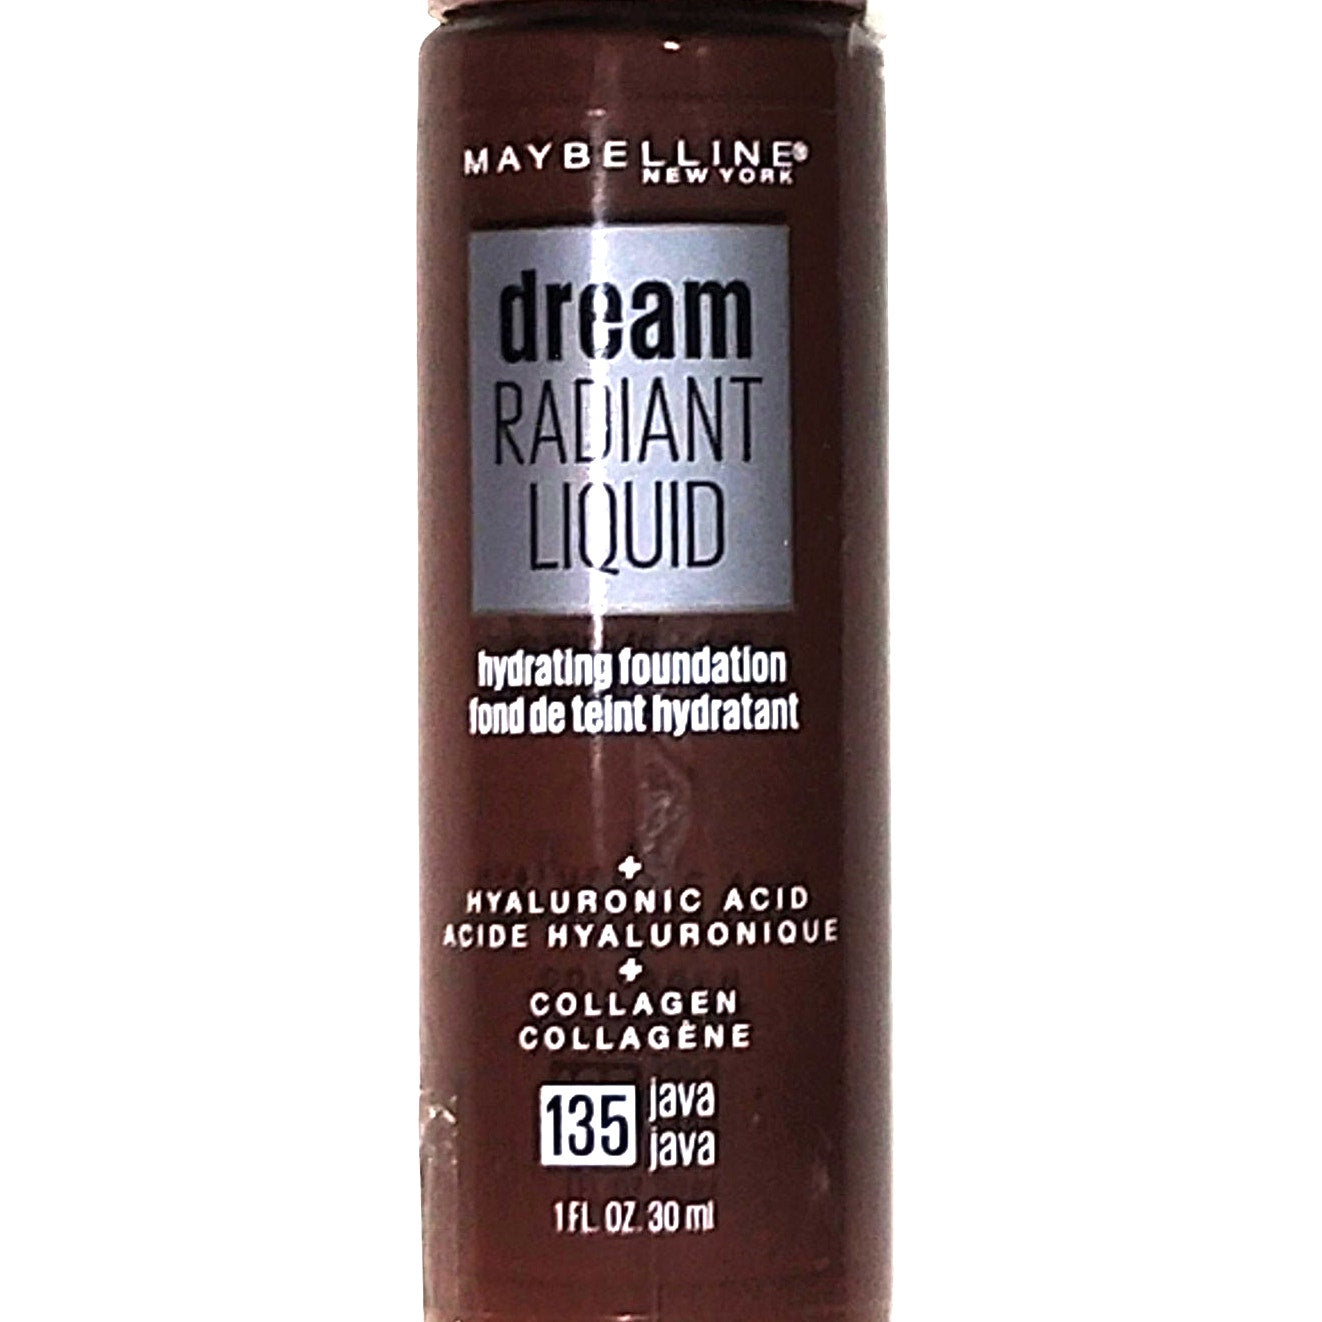 MAYBELLINE®
NEW YORK
dream
RADIANT
LIQUID
hydrating foundation
fond de teint hydratant
+
HYALURONIC ACID
ACIDE HYALURONIQUE
+
COLLAGEN
COLLAGÈNE
135 java
java
1 FL. OZ. 30 ml